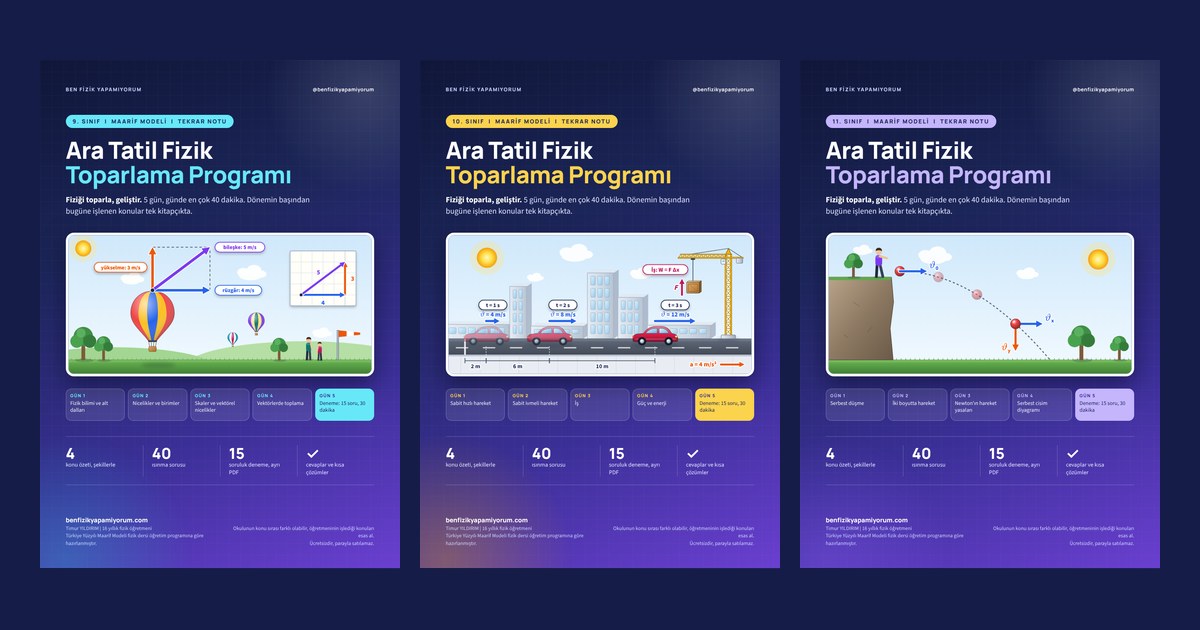 BEN FİZİK YAPAMIYORUM
@benfizikyapamiyorum
9. SINIF I MAARİF MODELİ I TEKRAR NOTU
Ara Tatil Fizik
Toparlama Programı
Fiziği toparla, geliştir. 5 gün, günde en çok 40 dakika. Dönemin başından
bugüne işlenen konular tek kitapçıkta.
bileşke: 5 m/s
yükselme: 3 m/s
rüzgâr: 4 m/s
5
3
4
GÜN 1
Fizik bilimi ve alt
dalları
GÜN 2
Nicelikler ve birimler
GÜN 3
Skaler ve vektörel
nicelikler
GÜN 4
Vektörlerde toplama
GÜN 5
Deneme: 15 soru, 30
dakika
4
konu özeti, şekillerle
40
ısınma sorusu
15
soruluk deneme, ayrı
PDF
✓
cevaplar ve kısa
çözümler
benfizikyapamiyorum.com
Timur YILDIRIM | 16 yıllık fizik öğretmeni
Türkiye Yüzyılı Maarif Modeli fizik dersi öğretim programına göre
hazırlanmıştır.
Okulunun konu sırası farklı olabilir, öğretmeninin işlediği konuları
esas al.
Ücretsizdir, parayla satılamaz.
BEN FİZİK YAPAMIYORUM
@benfizikyapamiyorum
10. SINIF I MAARİF MODELİ I TEKRAR NOTU
Ara Tatil Fizik
Toparlama Programı
Fiziği toparla, geliştir. 5 gün, günde en çok 40 dakika. Dönemin başından
bugüne işlenen konular tek kitapçıkta.
İş: W = F Δx
F
t = 1 s
ϑ = 4 m/s
t = 2 s
ϑ = 8 m/s
t = 3 s
ϑ = 12 m/s
2 m
6 m
10 m
a = 4 m/s²
GÜN 1
Sabit hızlı hareket
GÜN 2
Sabit ivmeli hareket
GÜN 3
İş
GÜN 4
Güç ve enerji
GÜN 5
Deneme: 15 soru, 30
dakika
4
konu özeti, şekillerle
40
ısınma sorusu
15
soruluk deneme, ayrı
PDF
✓
cevaplar ve kısa
çözümler
benfizikyapamiyorum.com
Timur YILDIRIM | 16 yıllık fizik öğretmeni
Türkiye Yüzyılı Maarif Modeli fizik dersi öğretim programına göre
hazırlanmıştır.
Okulunun konu sırası farklı olabilir, öğretmeninin işlediği konuları
esas al.
Ücretsizdir, parayla satılamaz.
BEN FİZİK YAPAMIYORUM
@benfizikyapamiyorum
11. SINIF I MAARİF MODELİ I TEKRAR NOTU
Ara Tatil Fizik
Toparlama Programı
Fiziği toparla, geliştir. 5 gün, günde en çok 40 dakika. Dönemin başından
bugüne işlenen konular tek kitapçıkta.
ϑ₀
ϑₓ
ϑᵧ
GÜN 1
Serbest düşme
GÜN 2
İki boyutta hareket
GÜN 3
Newton'ın hareket
yasaları
GÜN 4
Serbest cisim
diyagramı
GÜN 5
Deneme: 15 soru, 30
dakika
4
konu özeti, şekillerle
40
ısınma sorusu
15
soruluk deneme, ayrı
PDF
✓
cevaplar ve kısa
çözümler
benfizikyapamiyorum.com
Timur YILDIRIM | 16 yıllık fizik öğretmeni
Türkiye Yüzyılı Maarif Modeli fizik dersi öğretim programına göre
hazırlanmıştır.
Okulunun konu sırası farklı olabilir, öğretmeninin işlediği konuları
esas al.
Ücretsizdir, parayla satılamaz.